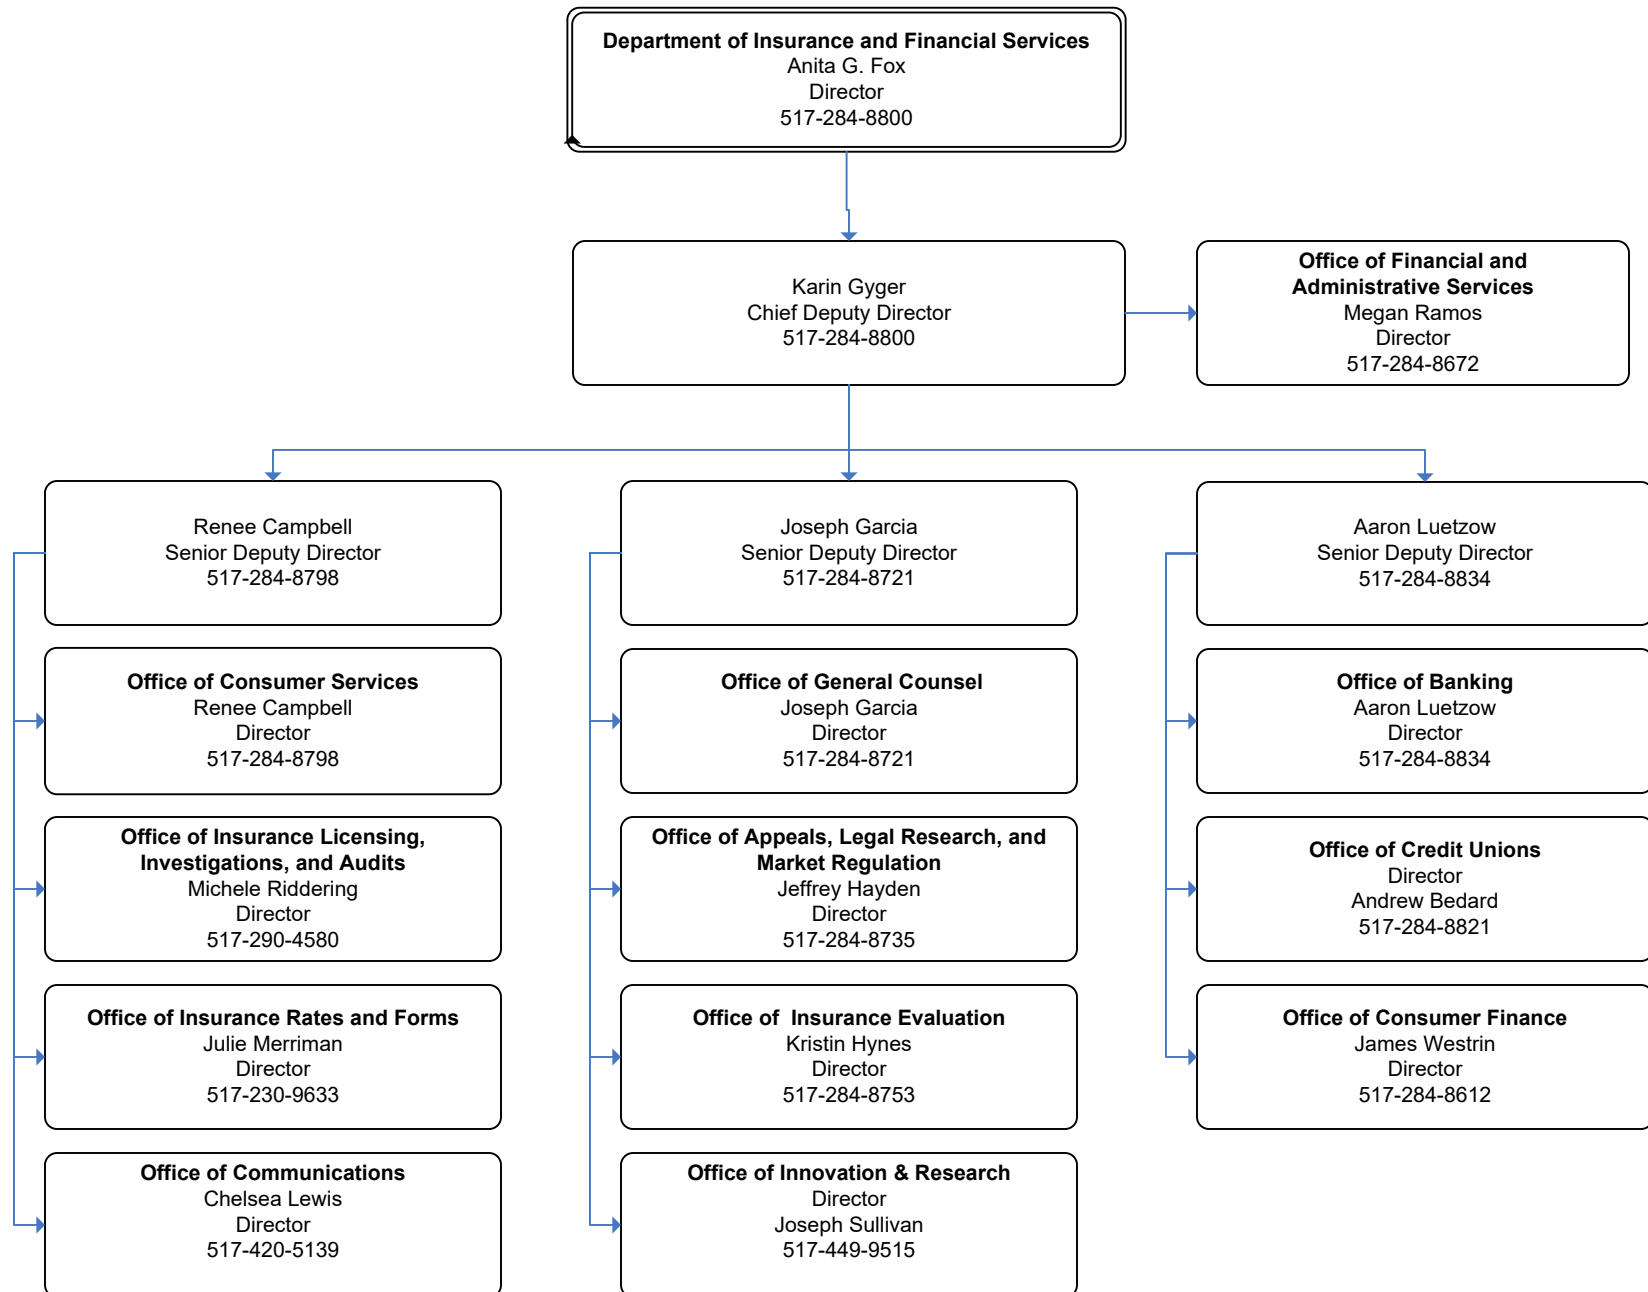 Department of Insurance and Financial Services
Anita G. Fox
Director
517-284-8800
Karin Gyger
Chief Deputy Director
517-284-8800
Office of Financial and
Administrative Services
Megan Ramos
Director
517-284-8672
Renee Campbell
Senior Deputy Director
517-284-8798
Joseph Garcia
Senior Deputy Director
517-284-8721
Aaron Luetzow
Senior Deputy Director
517-284-8834
Office of Consumer Services
Renee Campbell
Director
517-284-8798
Office of General Counsel
Joseph Garcia
Director
517-284-8721
Office of Banking
Aaron Luetzow
Director
517-284-8834
Office of Insurance Licensing,
Investigations, and Audits
Michele Riddering
Director
517-290-4580
Office of Appeals, Legal Research, and
Market Regulation
Jeffrey Hayden
Director
517-284-8735
Office of Credit Unions
Director
Andrew Bedard
517-284-8821
Office of Insurance Rates and Forms
Julie Merriman
Director
517-230-9633
Office of  Insurance Evaluation
Kristin Hynes
Director
517-284-8753
Office of Consumer Finance
James Westrin
Director
517-284-8612
Office of Communications
Chelsea Lewis
Director
517-420-5139
Office of Innovation & Research
Director
Joseph Sullivan
517-449-9515